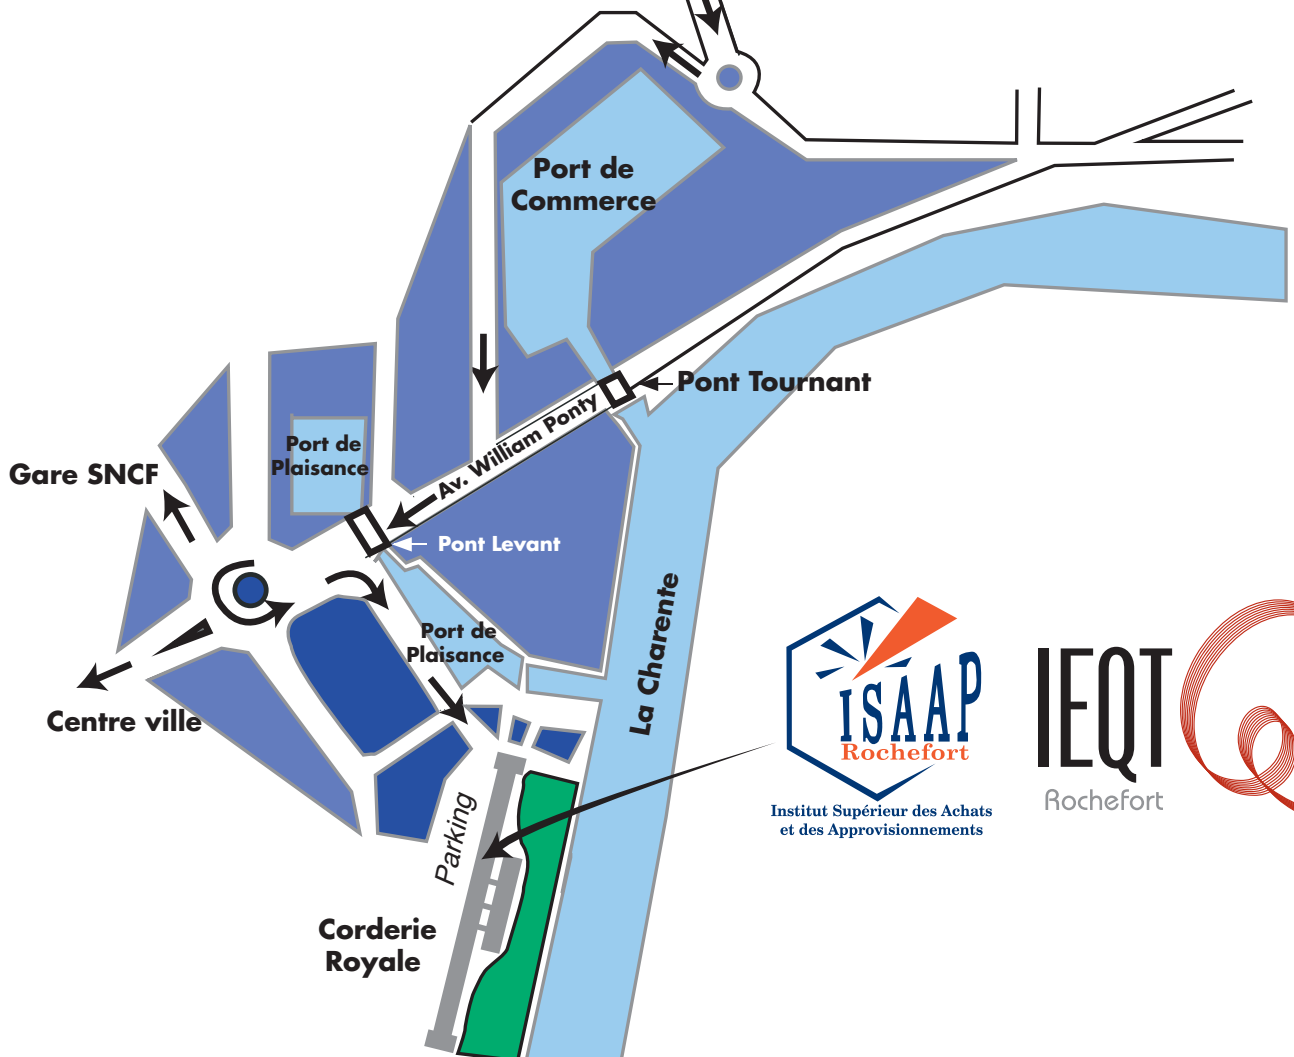 Port de
Commerce
Pont Tournant
Av. William Ponty
Port de
Plaisance
Gare SNCF
Pont Levant
Port de
Plaisance
La Charente
Centre ville
ISAAP
Rochefort
Institut Supérieur des Achats
et des Approvisionnements
IEQT
Rochefort
Parking
Corderie
Royale